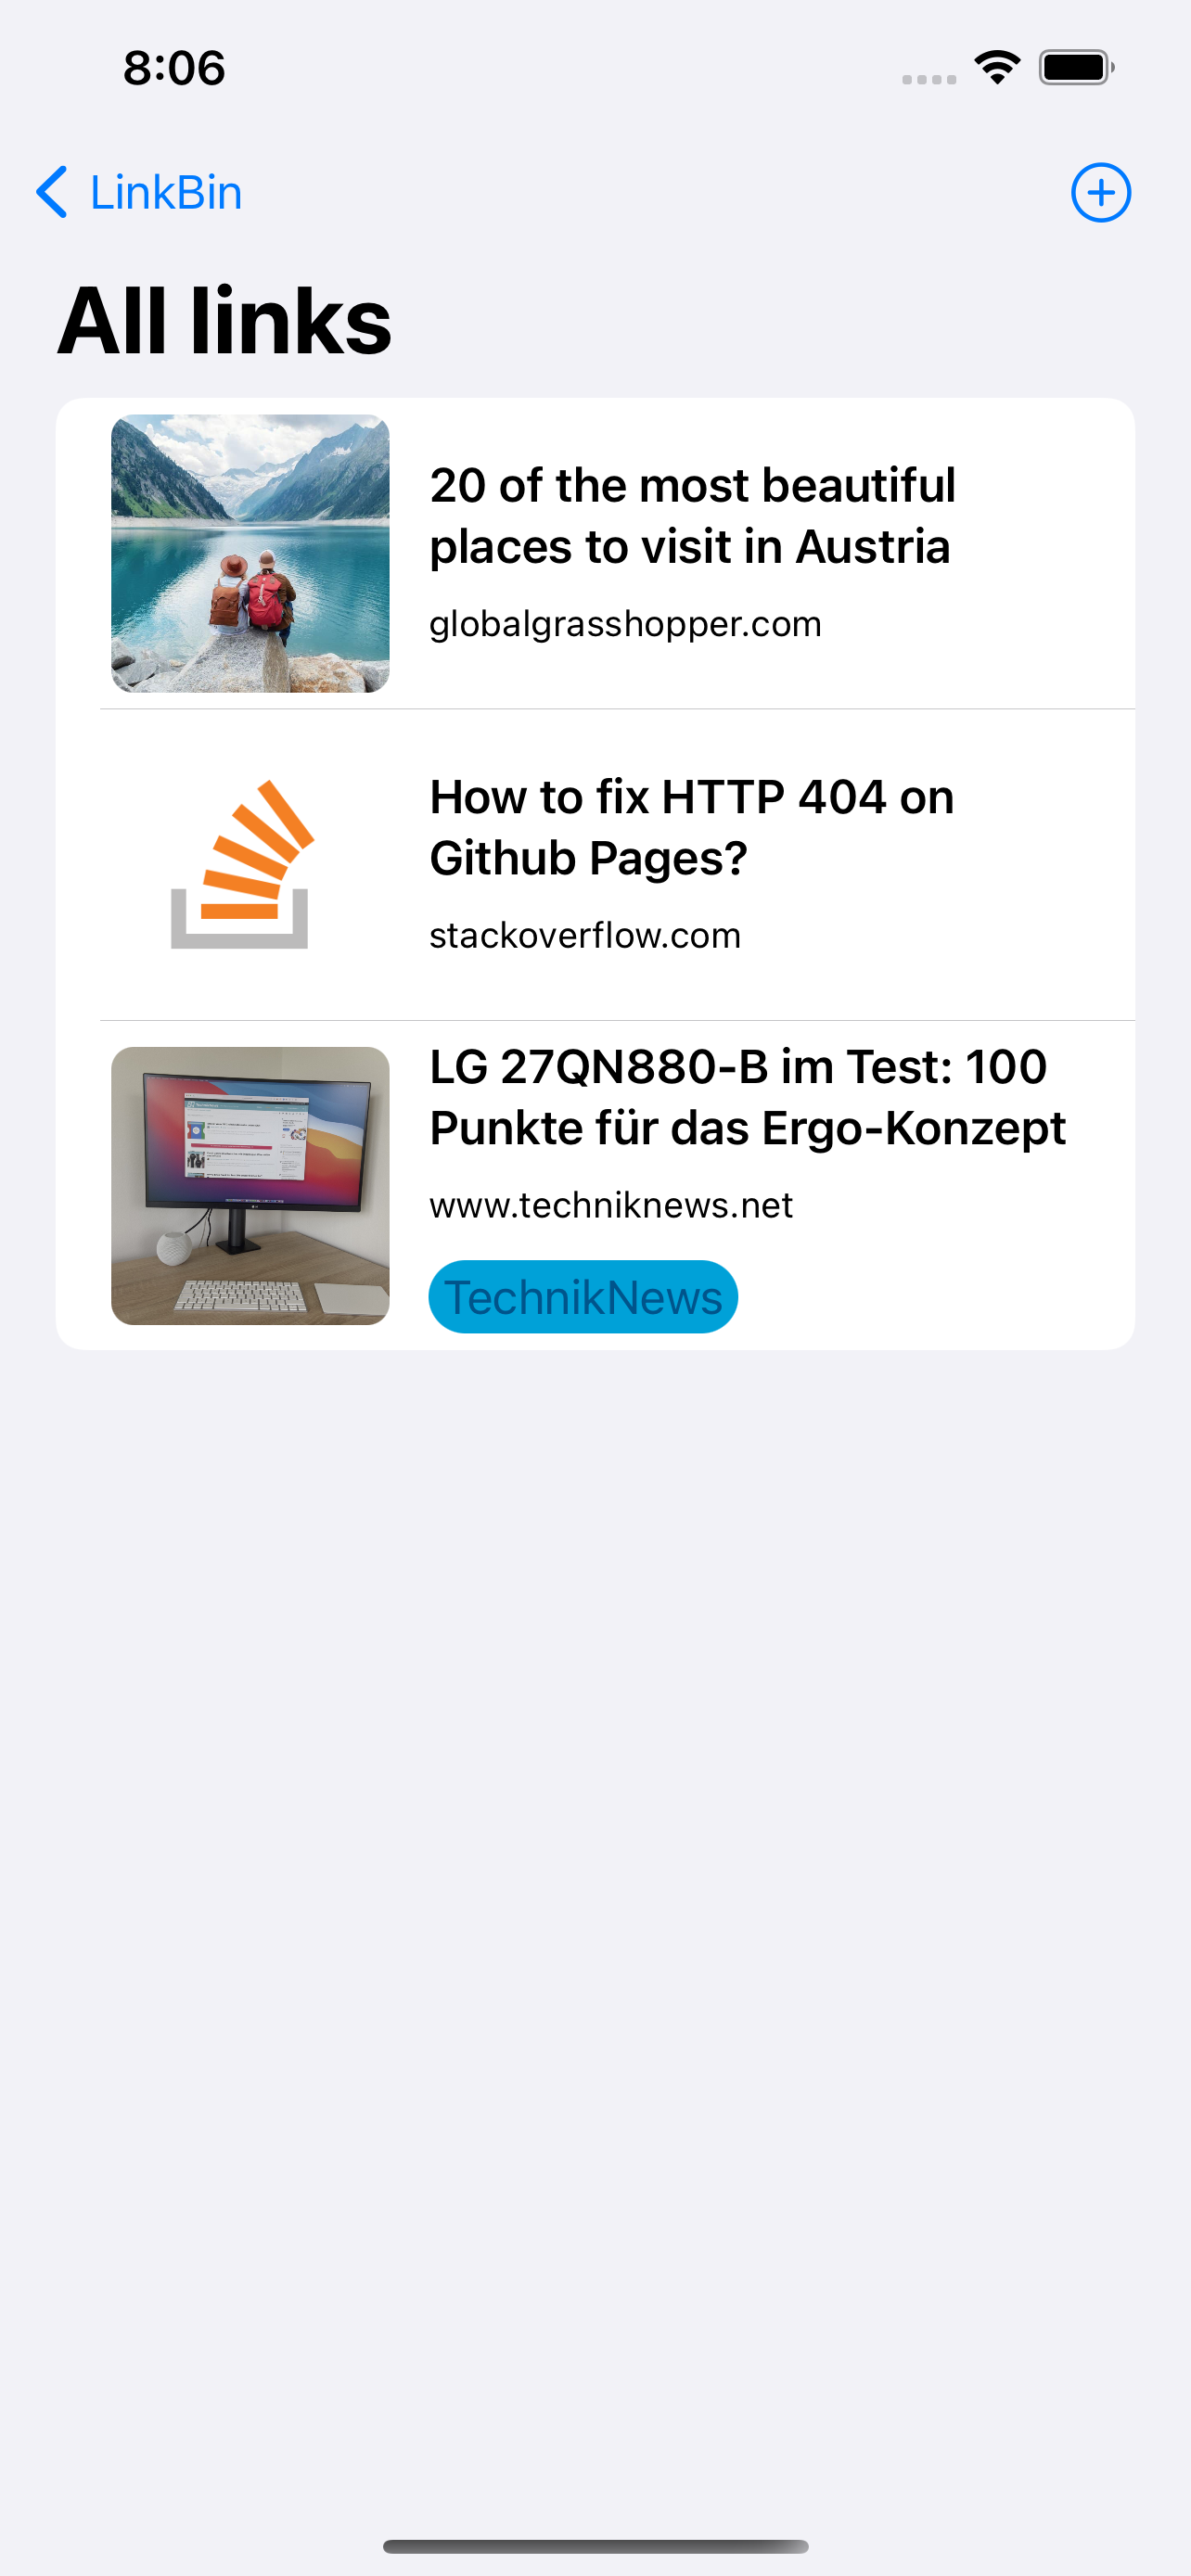 8:06
LinkBin
All links
20 of the most beautiful
places to visit in Austria
globalgrasshopper.com
How to fix HTTP 404 on
Github Pages?
stackoverflow.com
LG 27QN880-B im Test: 100
Punkte für das Ergo-Konzept
www.techniknews.net
TechnikNews